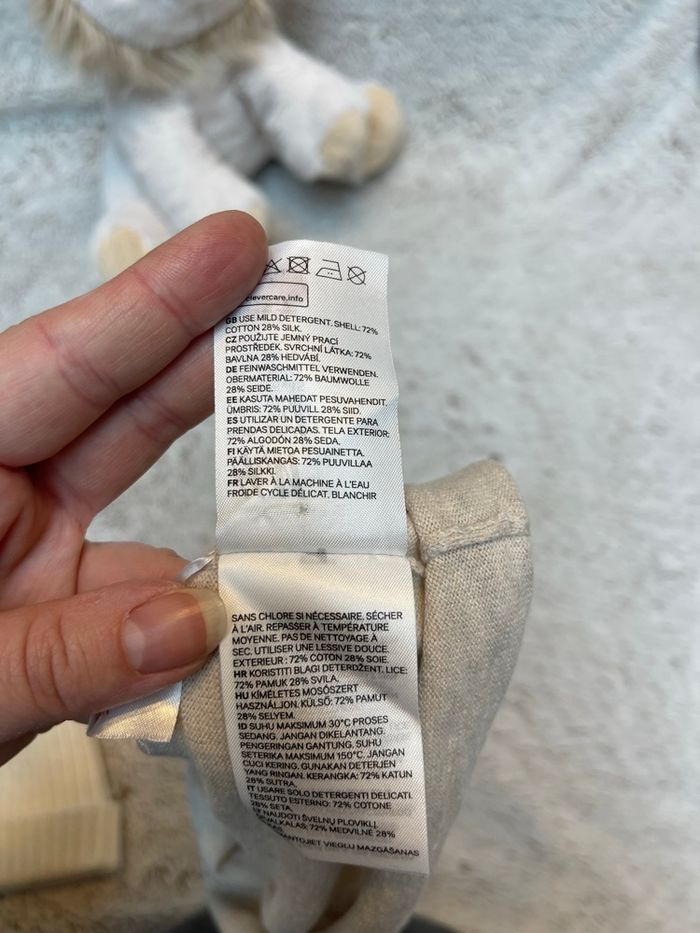 clevercare.info
GB USE MILD DETERGENT. SHELL: 72%
COTTON 28% SILK.
CZ POUŽIJTE JEMNÝ PRACÍ
PROSTŘEDEK. SVRCHNÍ LÁTKA: 72%
BAVLNA 28% HEDVÁBÍ.
DE FEINWASCHMITTEL VERWENDEN.
OBERMATERIAL: 72% BAUMWOLLE
28% SEIDE.
EE KASUTA MAHEDAT PESUVAHENDIT.
ÜMBRIS: 72% PUUVILL 28% SIID.
ES UTILIZAR UN DETERGENTE PARA
PRENDAS DELICADAS. TELA EXTERIOR:
72% ALGODÓN 28% SEDA.
FI KÄYTÄ MIETOA PESUAINETTA.
PÄÄLLISKANGAS: 72% PUUVILLAA
28% SILKKI.
FR LAVER À LA MACHINE À L'EAU
FROIDE CYCLE DÉLICAT. BLANCHIR
SANS CHLORE SI NÉCESSAIRE. SÉCHER
À L'AIR. REPASSER À TEMPÉRATURE
MOYENNE. PAS DE NETTOYAGE À
SEC. UTILISER UNE LESSIVE DOUCE.
EXTERIEUR : 72% COTON 28% SOIE.
HR KORISTITI BLAGI DETERDŽENT. LICE:
72% PAMUK 28% SVILA.
HU KÍMÉLETES MOSÓSZERT
HASZNÁLJON. KÜLSŐ: 72% PAMUT
28% SELYEM.
ID SUHU MAKSIMUM 30°C PROSES
SEDANG. JANGAN DIKELANTANG.
PENGERINGAN GANTUNG. SUHU
SETERIKA MAKSIMUM 150°C. JANGAN
CUCI KERING. GUNAKAN DETERJEN
YANG RINGAN. KERANGKA: 72% KATUN
28% SUTRA.
IT USARE SOLO DETERGENTI DELICATI.
TESSUTO ESTERNO: 72% COTONE
28% SETA.
NAUDOTI ŠVELNŲ PLOVIKLĮ.
72% MEDVILNĖ 28%
VIEGLU MAZGĀŠANAS